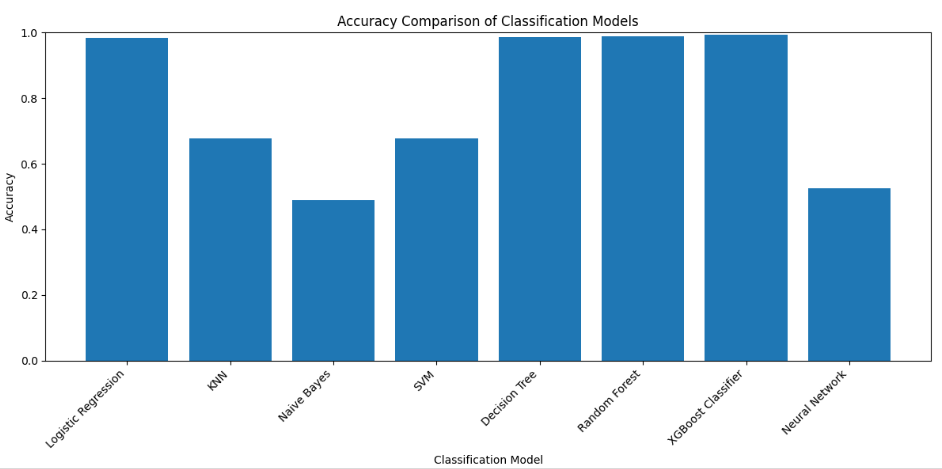 Accuracy Comparison of Classification Models
1.0
0.8
0.6
0.4
0.2
0.0
Accuracy
Logistic Regression
KNN
Naive Bayes
SVM
Decision Tree
Random Forest
XGBoost Classifier
Neural Network
Classification Model